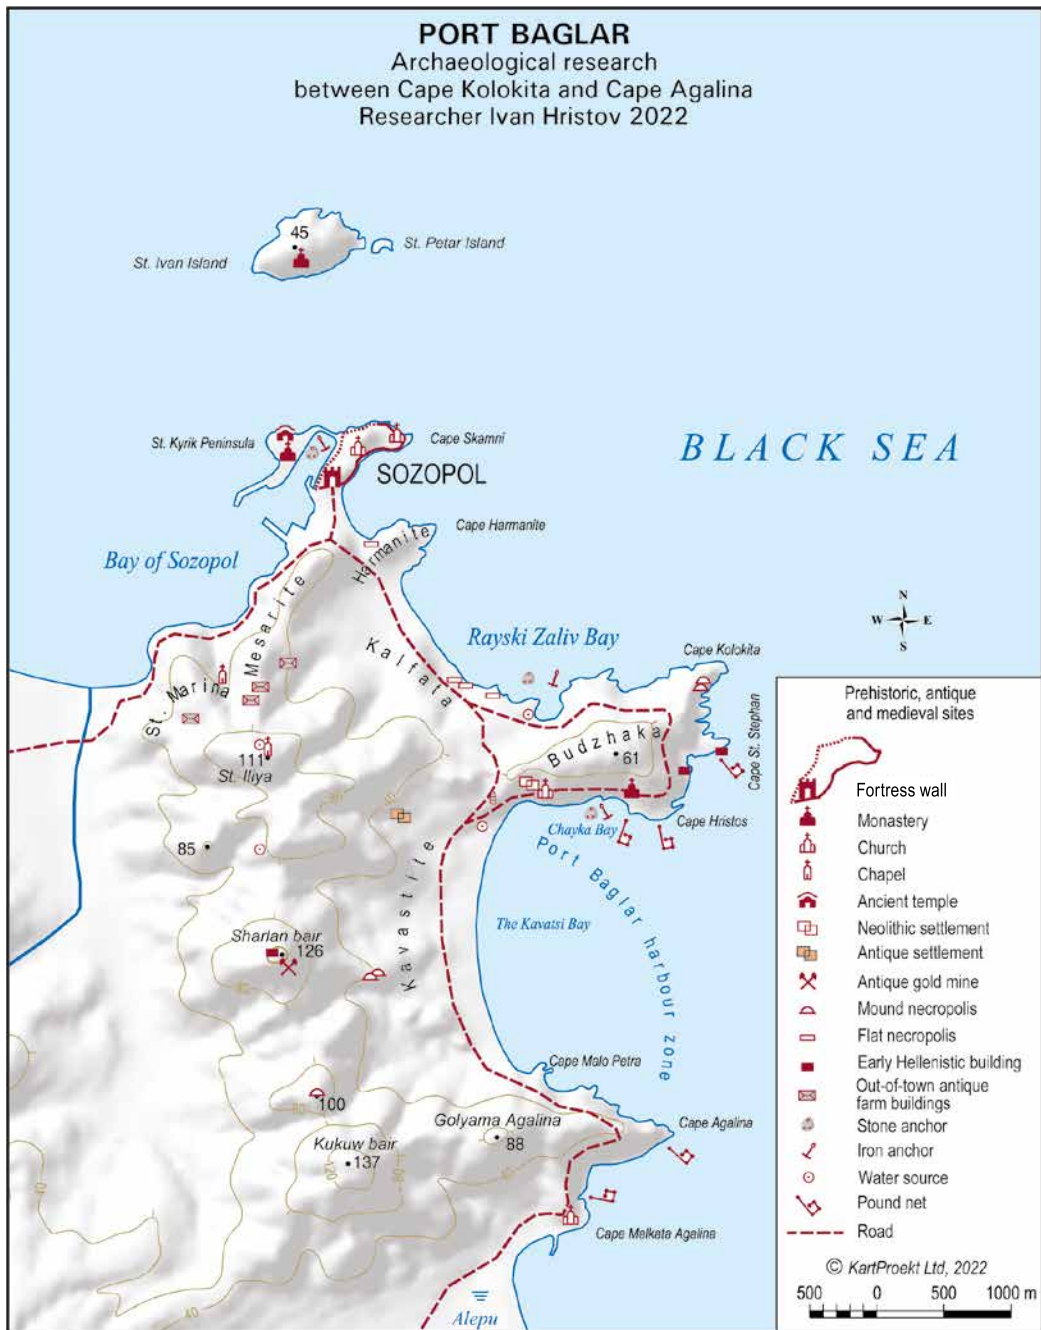 PORT BAGLAR
Archaeological research
between Cape Kolokita and Cape Agalina
Researcher Ivan Hristov 2022
45
St. Petar Island
St. Ivan Island
St. Kyrik Peninsula
Cape Skamni
BLACK SEA
SOZOPOL
Cape Harmanite
Harmanite
Bay of Sozopol
Mesarite
Rayski Zaliv Bay
N
W E
S
Kalfata
Cape Kolokita
St. Marina
Cape St. Stephan
Budzhaka
61
111
St. Iliya
Cape Hristos
Chayka Bay
85
Port Baglar harbour zone
Kavastite
The Kavatsi Bay
Sharlan bair
126
Cape Malo Petra
100
Golyama Agalina
88
Cape Agalina
Kukuw bair
137
120
80
Cape Melkata Agalina
40
Alepu
Prehistoric, antique
and medieval sites
Fortress wall
Monastery
Church
Chapel
Ancient temple
Neolithic settlement
Antique settlement
Antique gold mine
Mound necropolis
Flat necropolis
Early Hellenistic building
Out-of-town antique
farm buildings
Stone anchor
Iron anchor
Water source
Pound net
Road
© KartProekt Ltd, 2022
500 0 500 1000 m